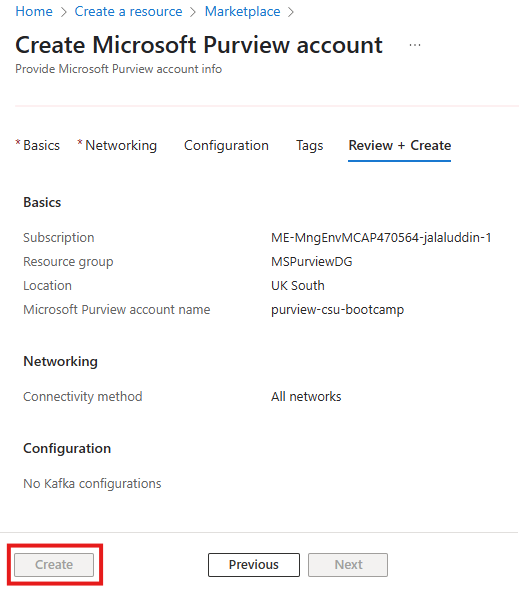 Home > Create a resource > Marketplace >
Create Microsoft Purview account ...
Provide Microsoft Purview account info
* Basics * Networking Configuration Tags Review + Create
Basics
Subscription ME-MngEnvMCAP470564-jalaluddin-1
Resource group MSPurviewDG
Location UK South
Microsoft Purview account name purview-csu-bootcamp
Networking
Connectivity method All networks
Configuration
No Kafka configurations
Create Previous Next